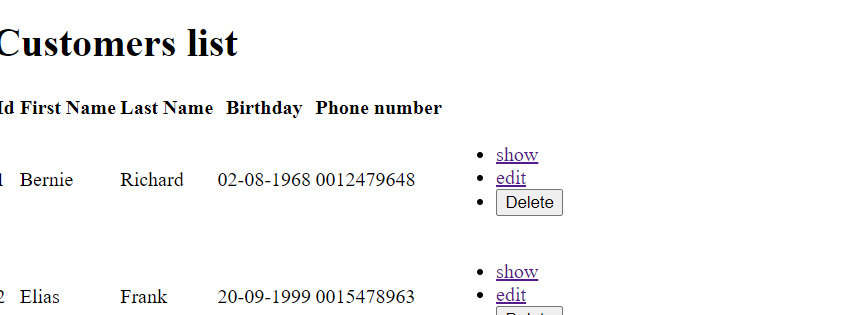 Customers list
Id First Name Last Name Birthday Phone number
1 Bernie Richard 02-08-1968 0012479648
show
edit
Delete
2 Elias Frank 20-09-1999 0015478963
show
edit